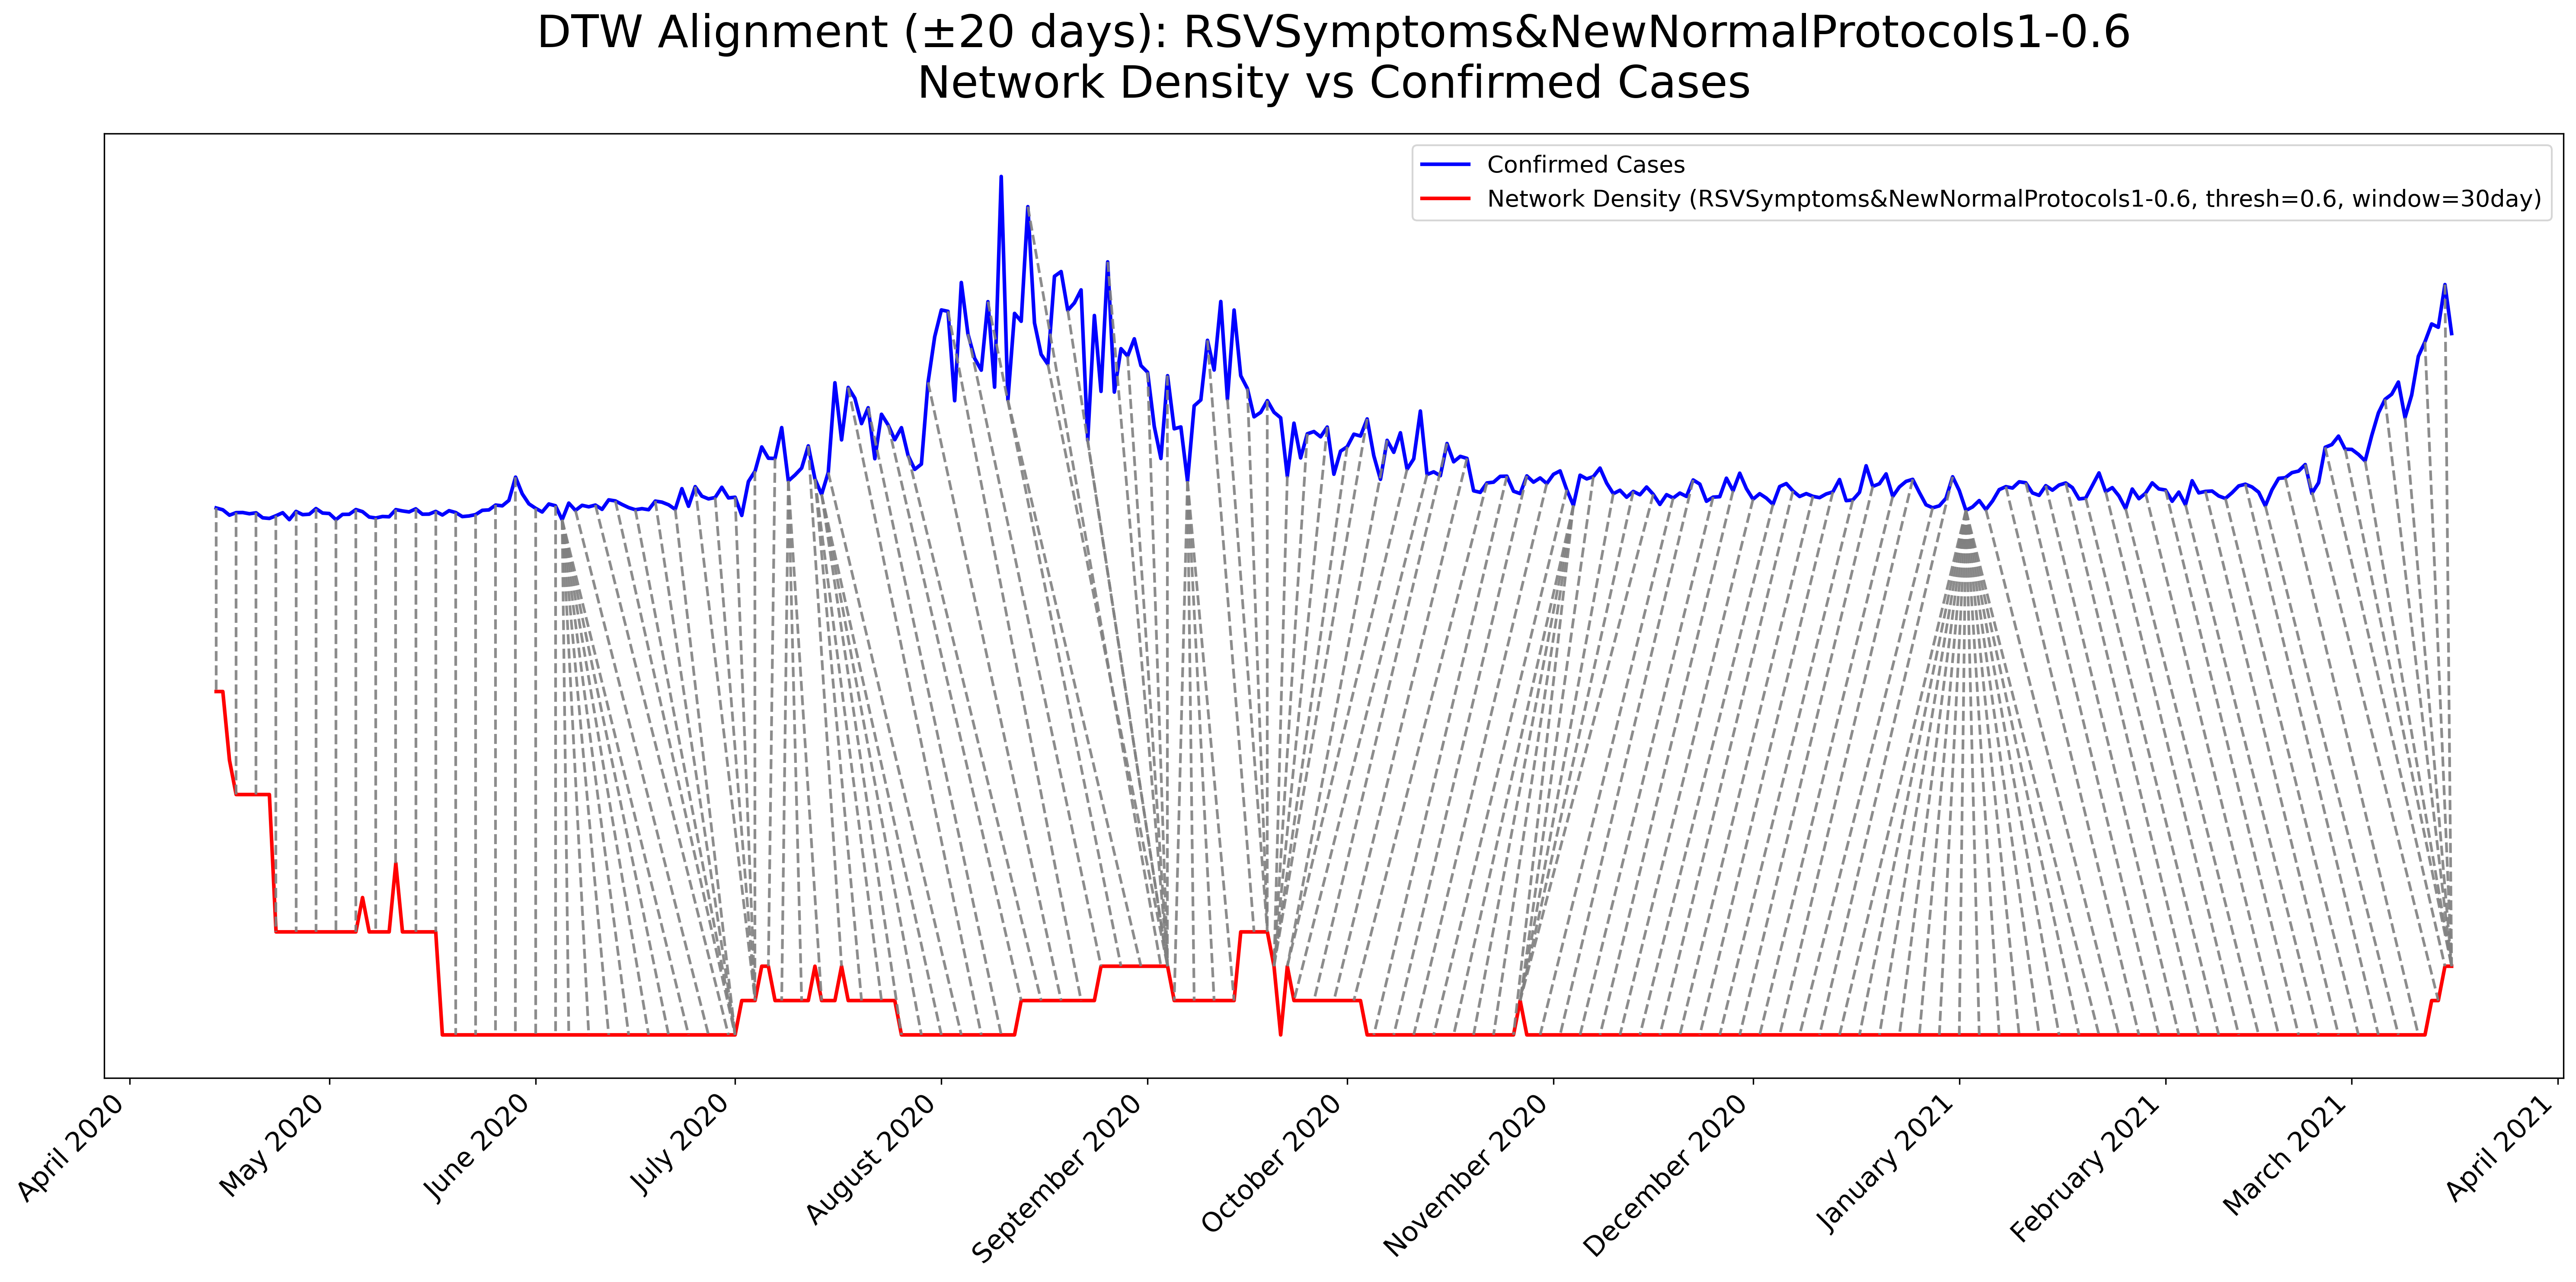 DTW Alignment (±20 days): RSVSymptoms&NewNormalProtocols1-0.6
Network Density vs Confirmed Cases
Confirmed Cases
Network Density (RSVSymptoms&NewNormalProtocols1-0.6, thresh=0.6, window=30day)
April 2020
May 2020
June 2020
July 2020
August 2020
September 2020
October 2020
November 2020
December 2020
January 2021
February 2021
March 2021
April 2021